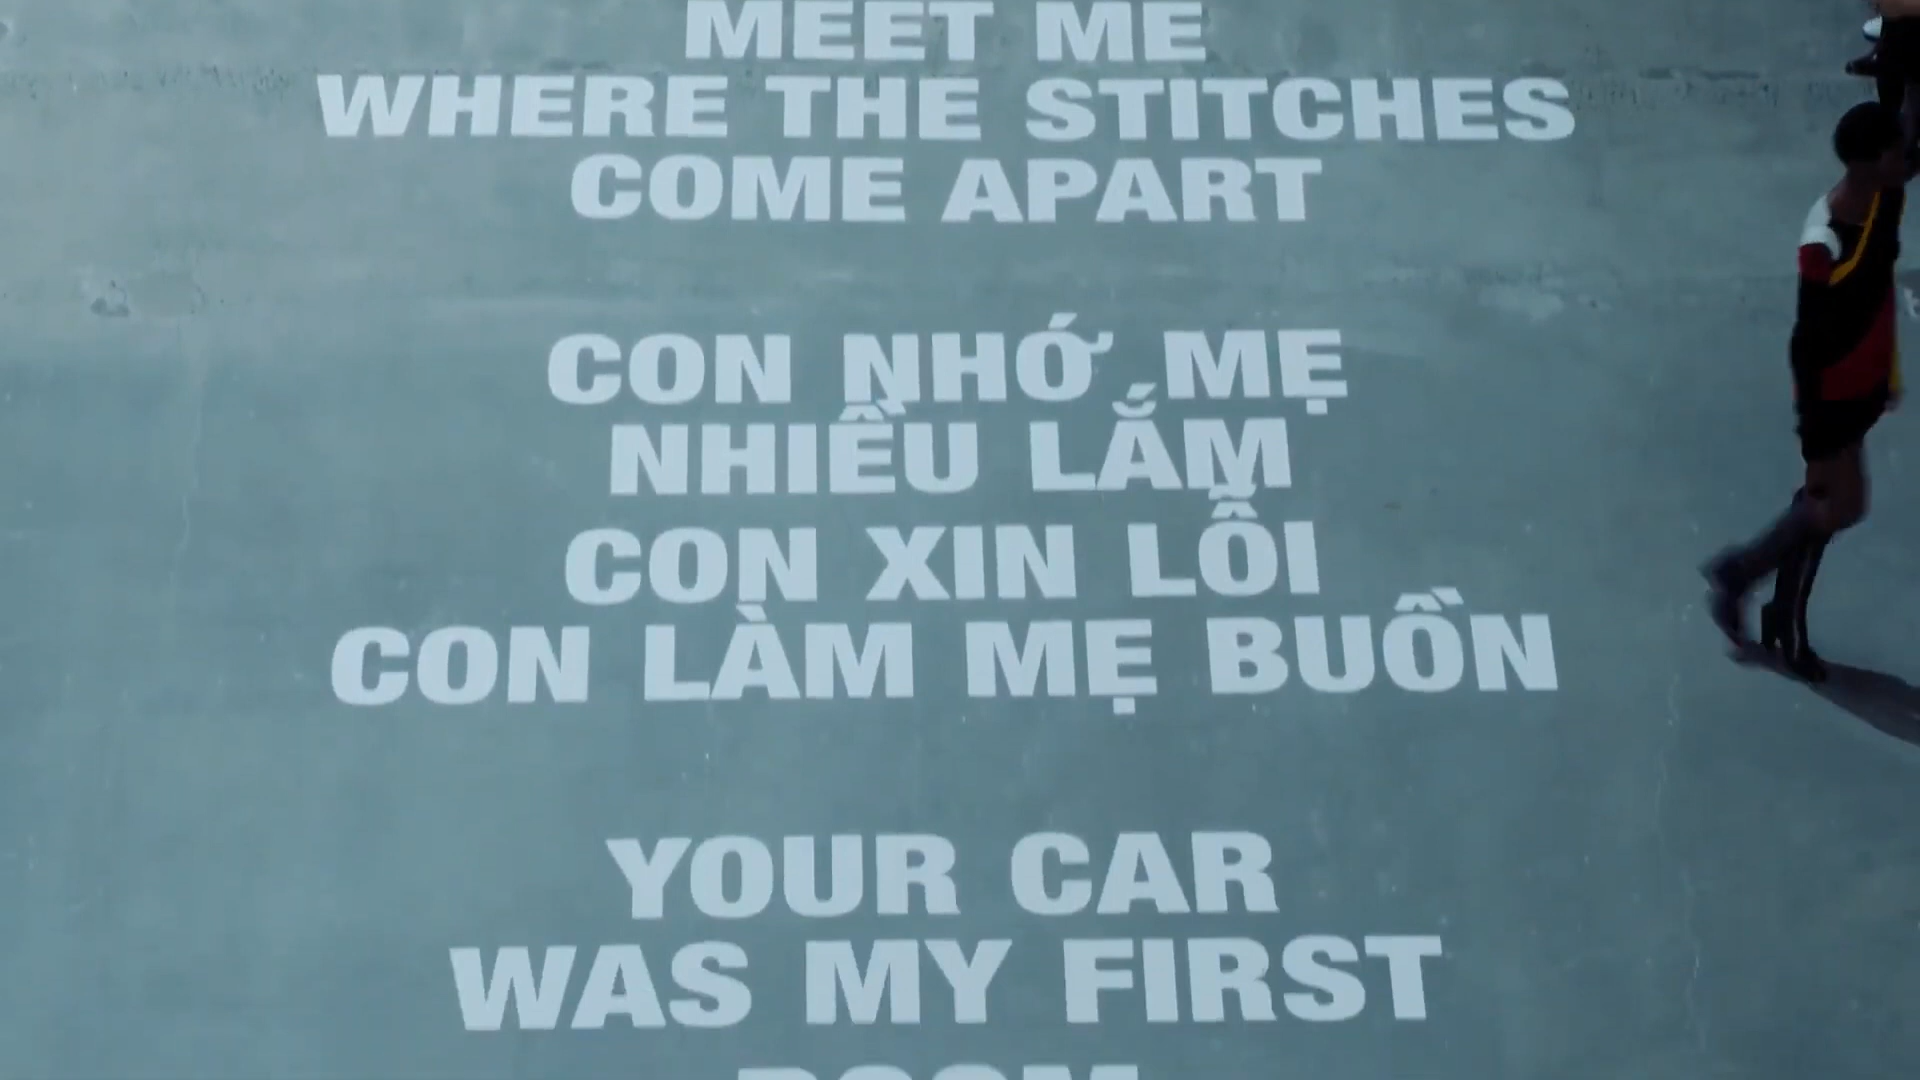 MEET ME
WHERE THE STITCHES
COME APART
CON NHỚ MẸ
NHIỀU LẮM
CON XIN LỖI
CON LÀM MẸ BUỒN
YOUR CAR
WAS MY FIRST
ROOM